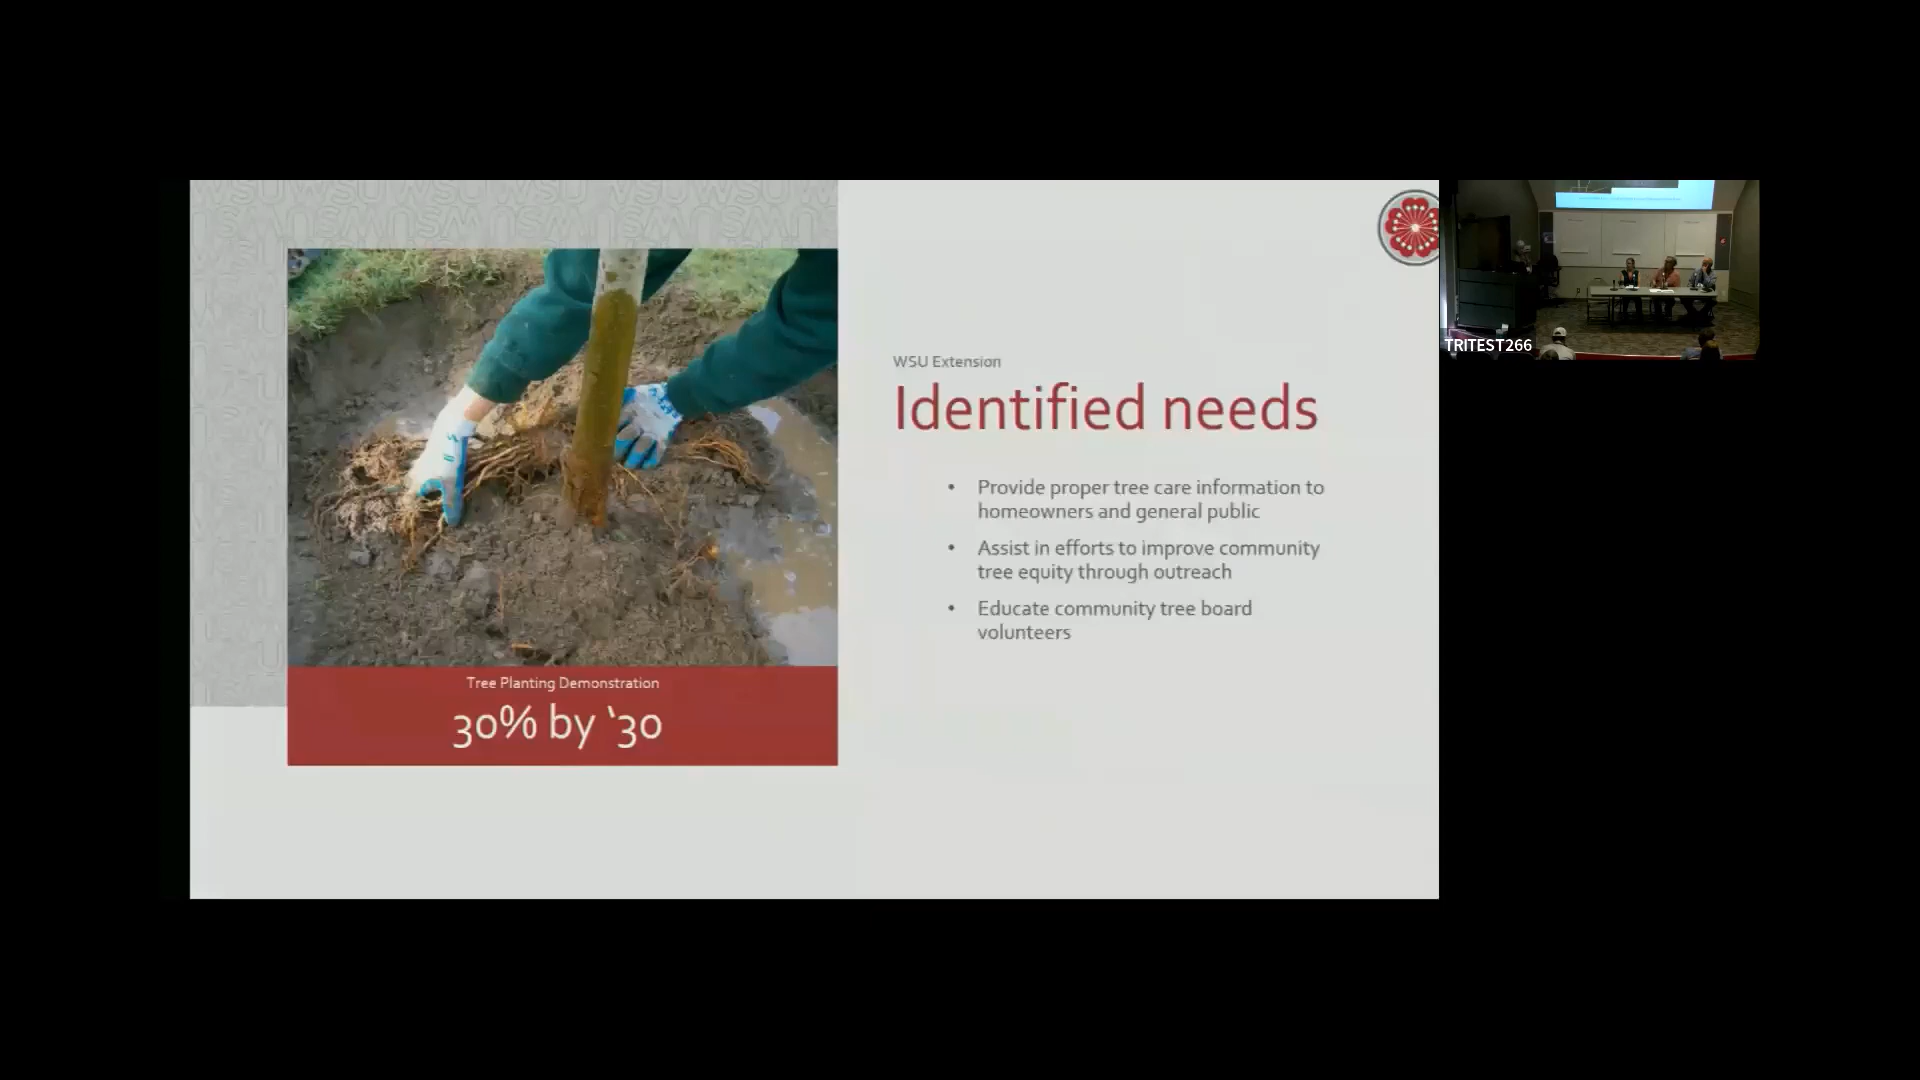 Tree Planting Demonstration
30% by ‘30
WSU Extension
Identified needs
• Provide proper tree care information to
homeowners and general public
• Assist in efforts to improve community
tree equity through outreach
• Educate community tree board
volunteers
TRITEST266